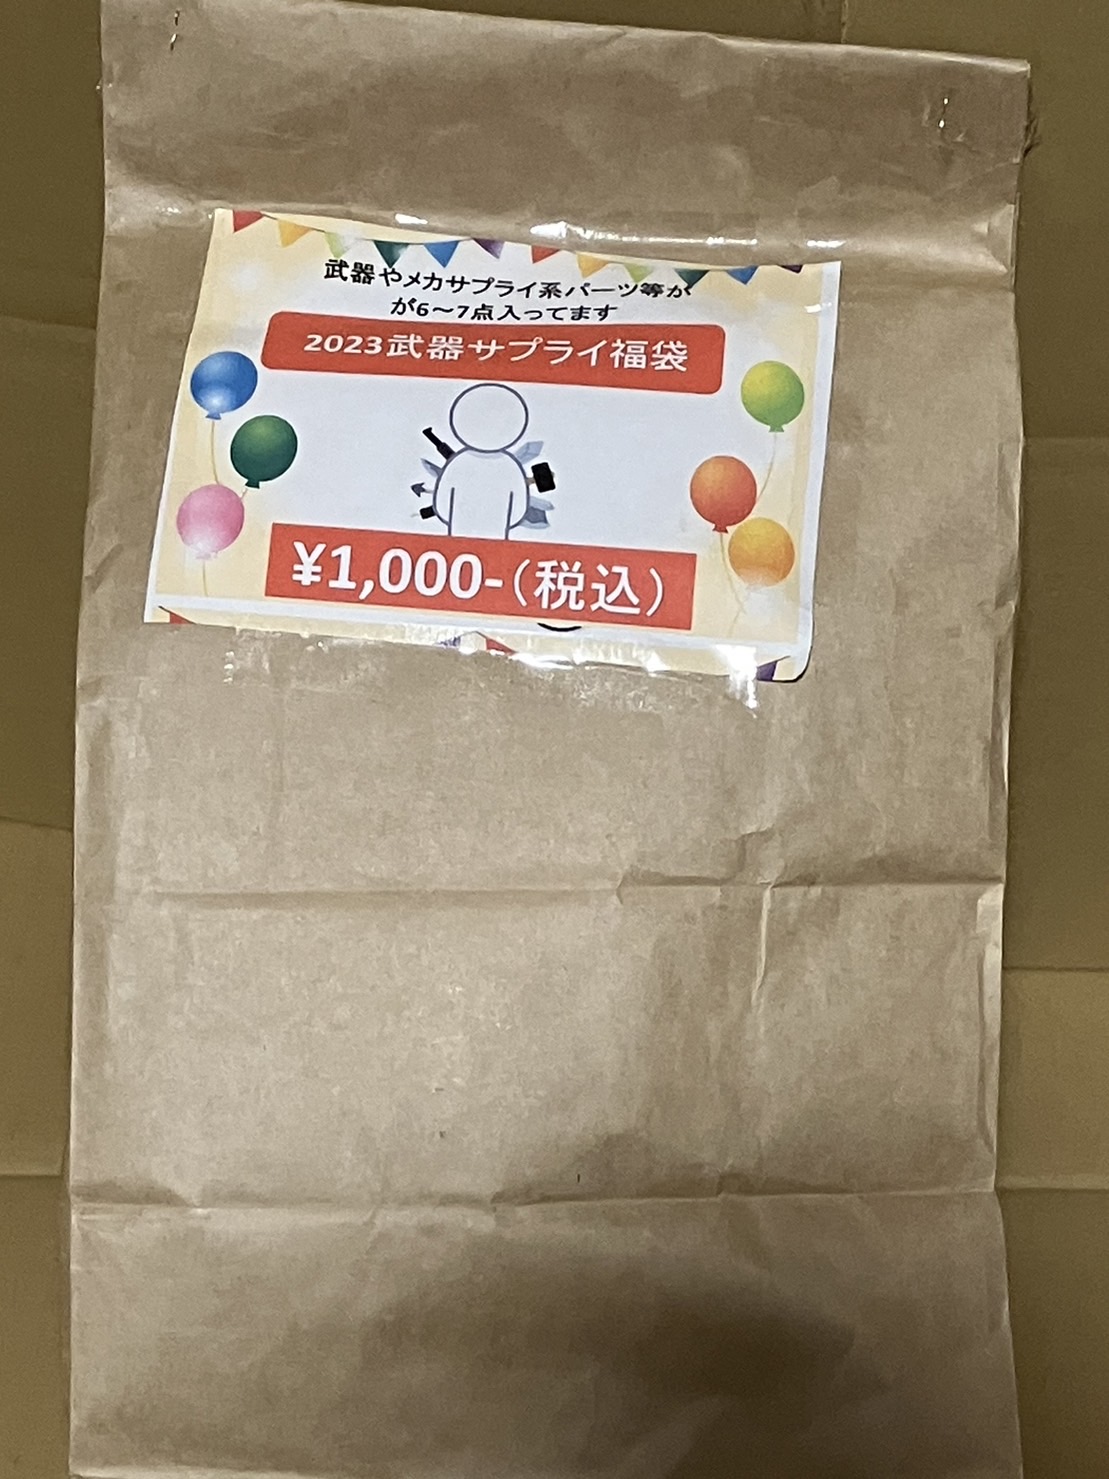 武器やメカサプライ系パーツ等が
が6〜7点入ってます
2023武器サプライ福袋
¥1,000-（税込）